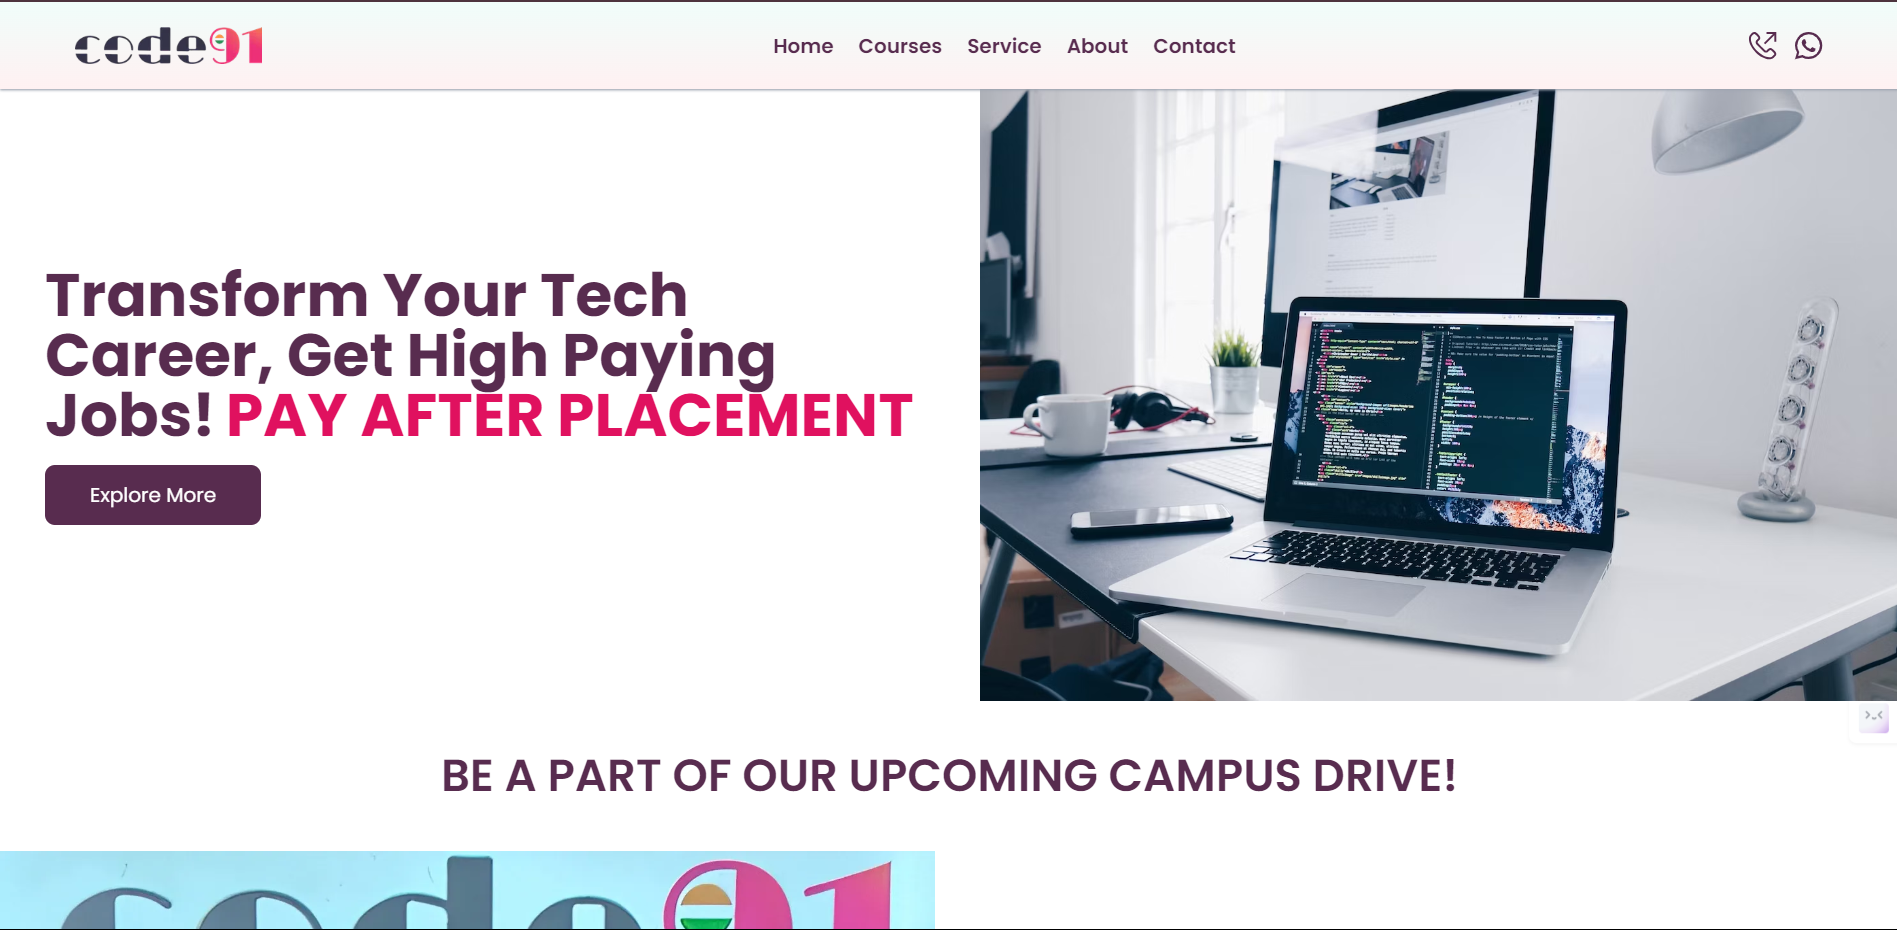 code91
Home Courses Service About Contact
Transform Your Tech
Career, Get High Paying
Jobs! PAY AFTER PLACEMENT
Explore More
BE A PART OF OUR UPCOMING CAMPUS DRIVE!
code91